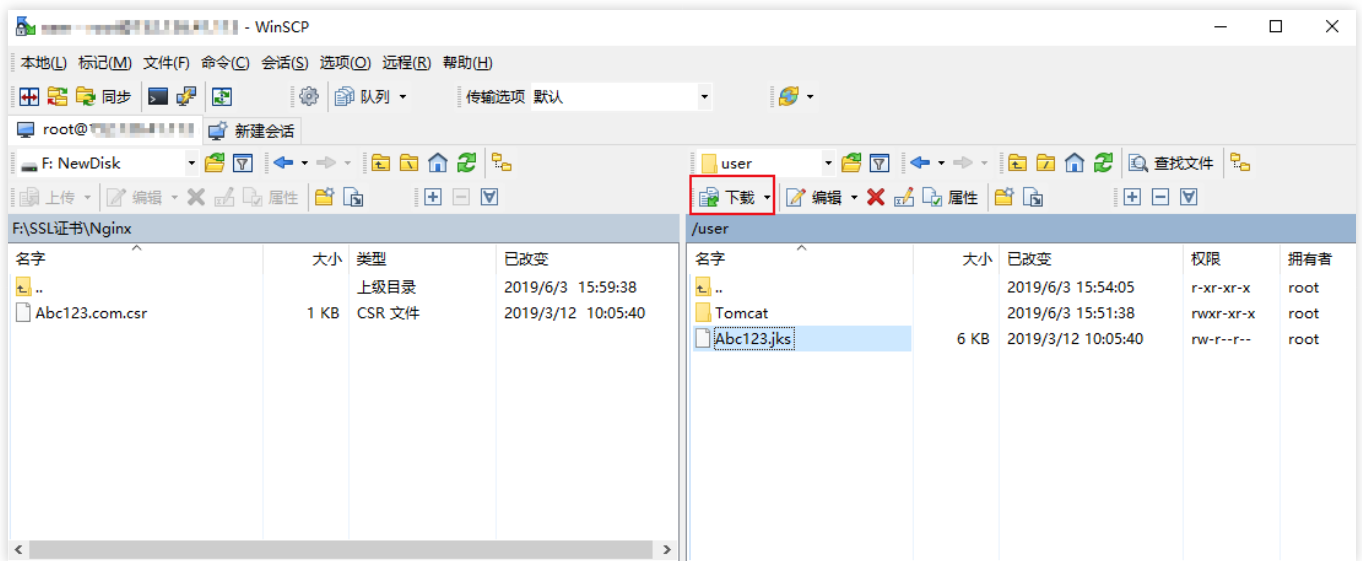 - WinSCP
本地(L) 标记(M) 文件(F) 命令(C) 会话(S) 选项(O) 远程(R) 帮助(H)
同步 队列 传输选项 默认
root@ 新建会话
F: NewDisk user 查找文件
上传 编辑 属性 下载 编辑 属性
F:\SSL证书\Nginx /user
名字 大小 类型 已改变 名字 大小 已改变 权限 拥有者
.. 上级目录 2019/6/3 15:59:38 .. 2019/6/3 15:54:05 r-xr-xr-x root
Abc123.com.csr 1 KB CSR 文件 2019/3/12 10:05:40 Tomcat 2019/6/3 15:51:38 rwxr-xr-x root
Abc123.jks 6 KB 2019/3/12 10:05:40 rw-r--r-- root